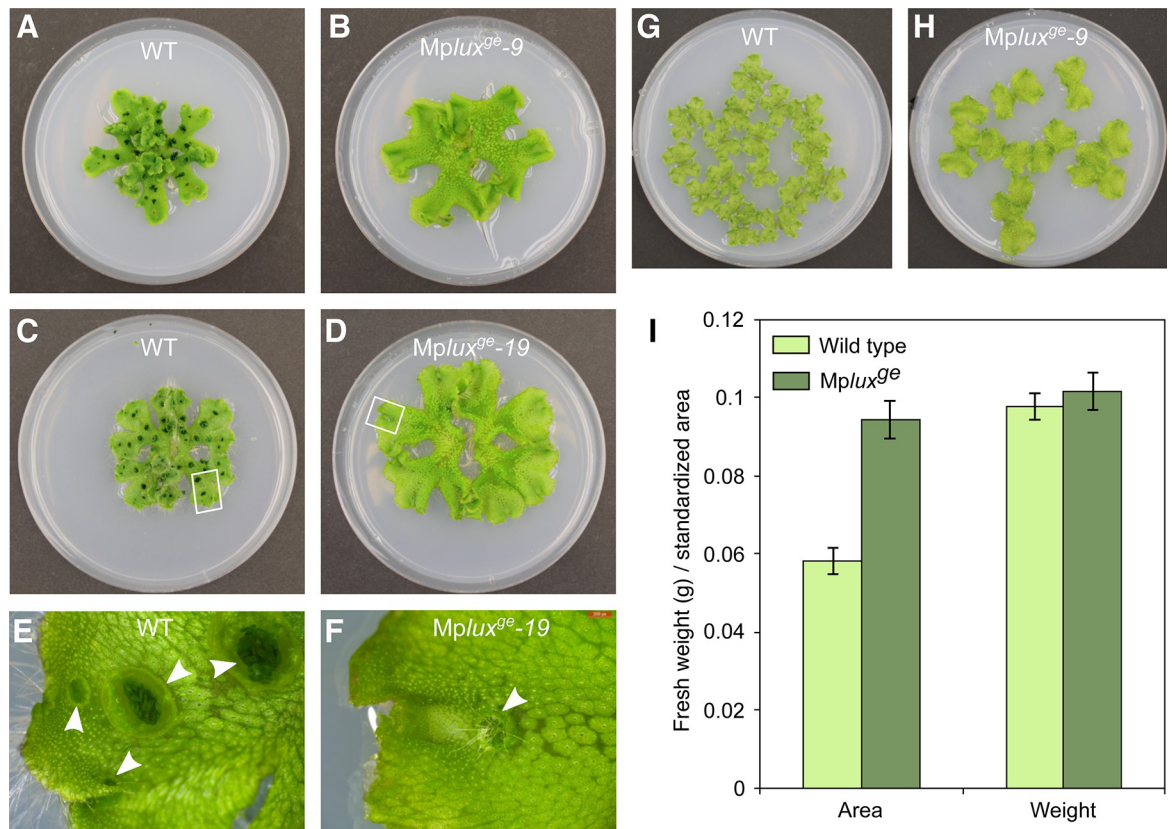 A
WT
B
Mplux^ge-9
G
WT
H
Mplux^ge-9
C
WT
D
Mplux^ge-19
E
WT
F
Mplux^ge-19
I
Fresh weight (g) / standardized area
0.12
0.1
0.08
0.06
0.04
0.02
0
Wild type
Mplux^ge
Area
Weight